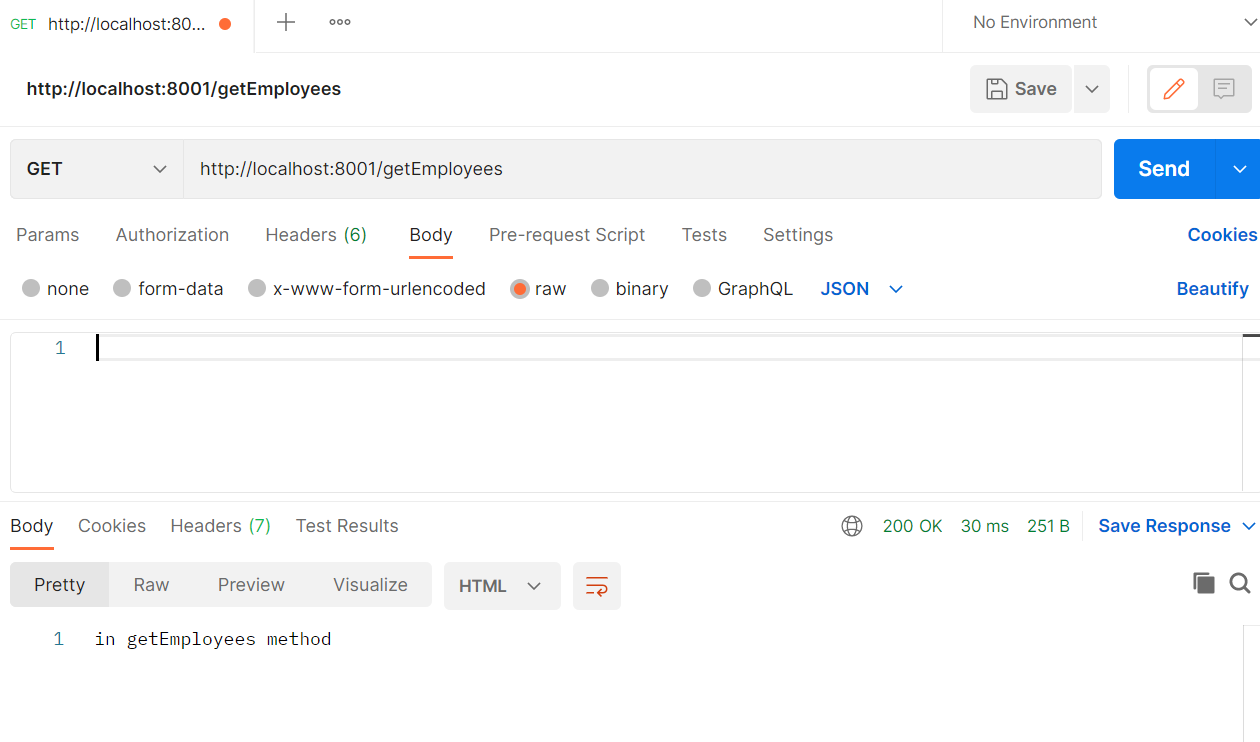 GET http://localhost:80... No Environment
http://localhost:8001/getEmployees Save
GET http://localhost:8001/getEmployees Send
Params Authorization Headers (6) Body Pre-request Script Tests Settings Cookies
none form-data x-www-form-urlencoded raw binary GraphQL JSON Beautify
1
Body Cookies Headers (7) Test Results 200 OK 30 ms 251 B Save Response
Pretty Raw Preview Visualize HTML
1 in getEmployees method